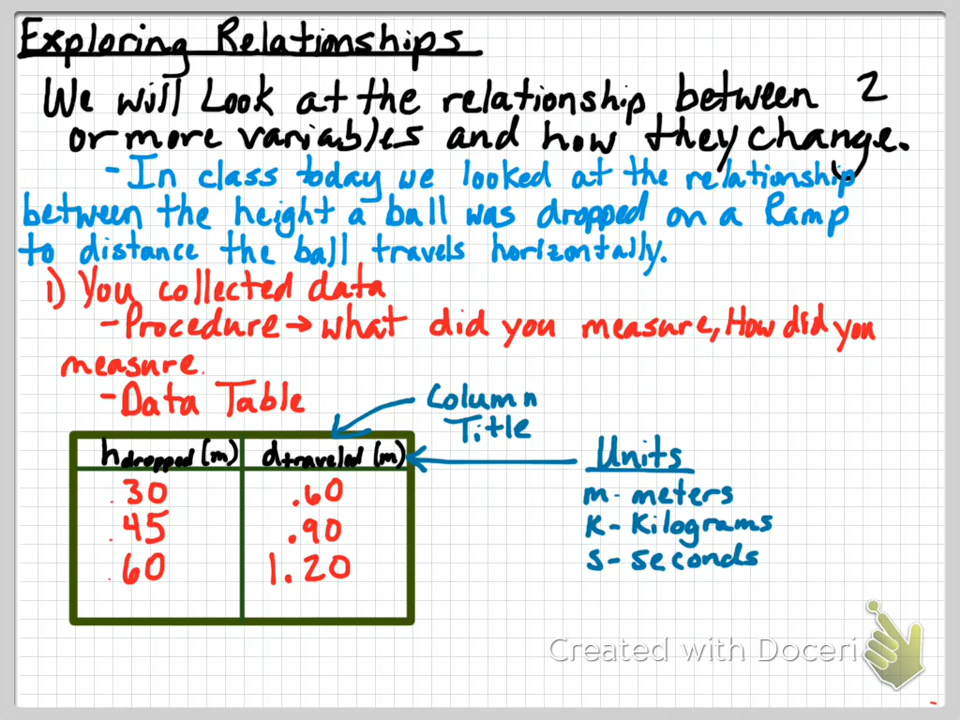 Exploring Relationships
We will Look at the relationship between 2
or more variables and how they change.
- In class today we looked at the relationship
between the height a ball was dropped on a Ramp
to distance the ball travels horizontally.
1) You collected data
- Procedure → what did you measure, How did you
measure.
- Data Table
Column
Title
h dropped (m) d traveled (m)
.30 .60
.45 .90
.60 1.20
Units
m - meters
K - Kilograms
s - seconds
Created with Doceri